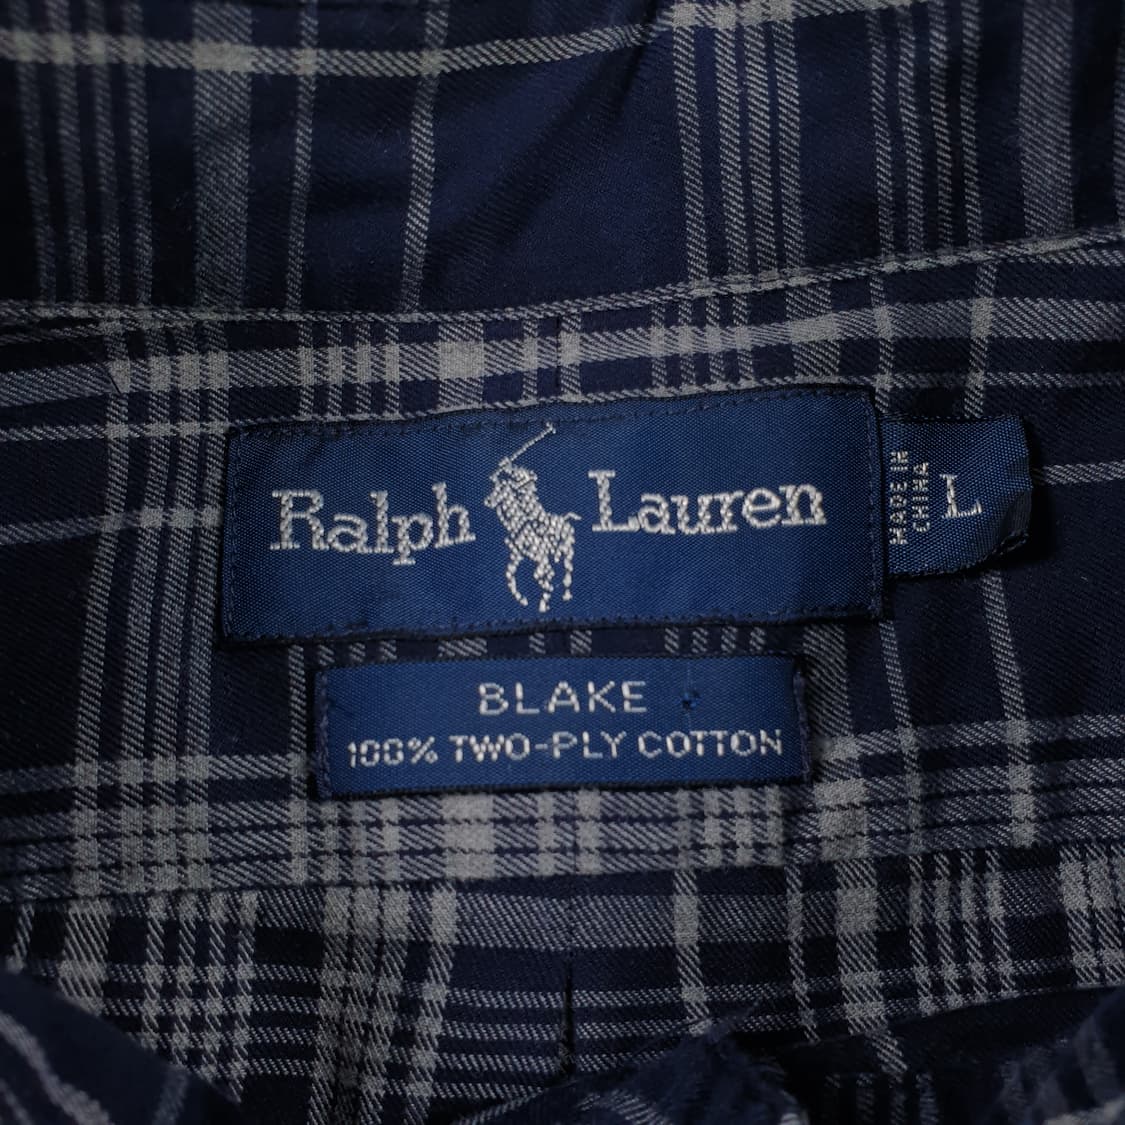 Ralph Lauren
MADE IN
CHINA
L
BLAKE
100% TWO-PLY COTTON